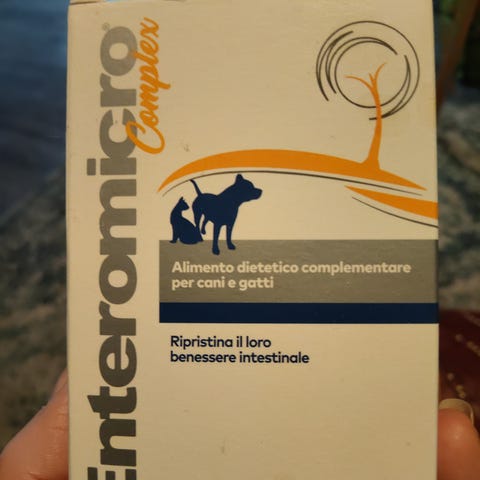 Enteromicro®
Complex
Alimento dietetico complementare
per cani e gatti
Ripristina il loro
benessere intestinale